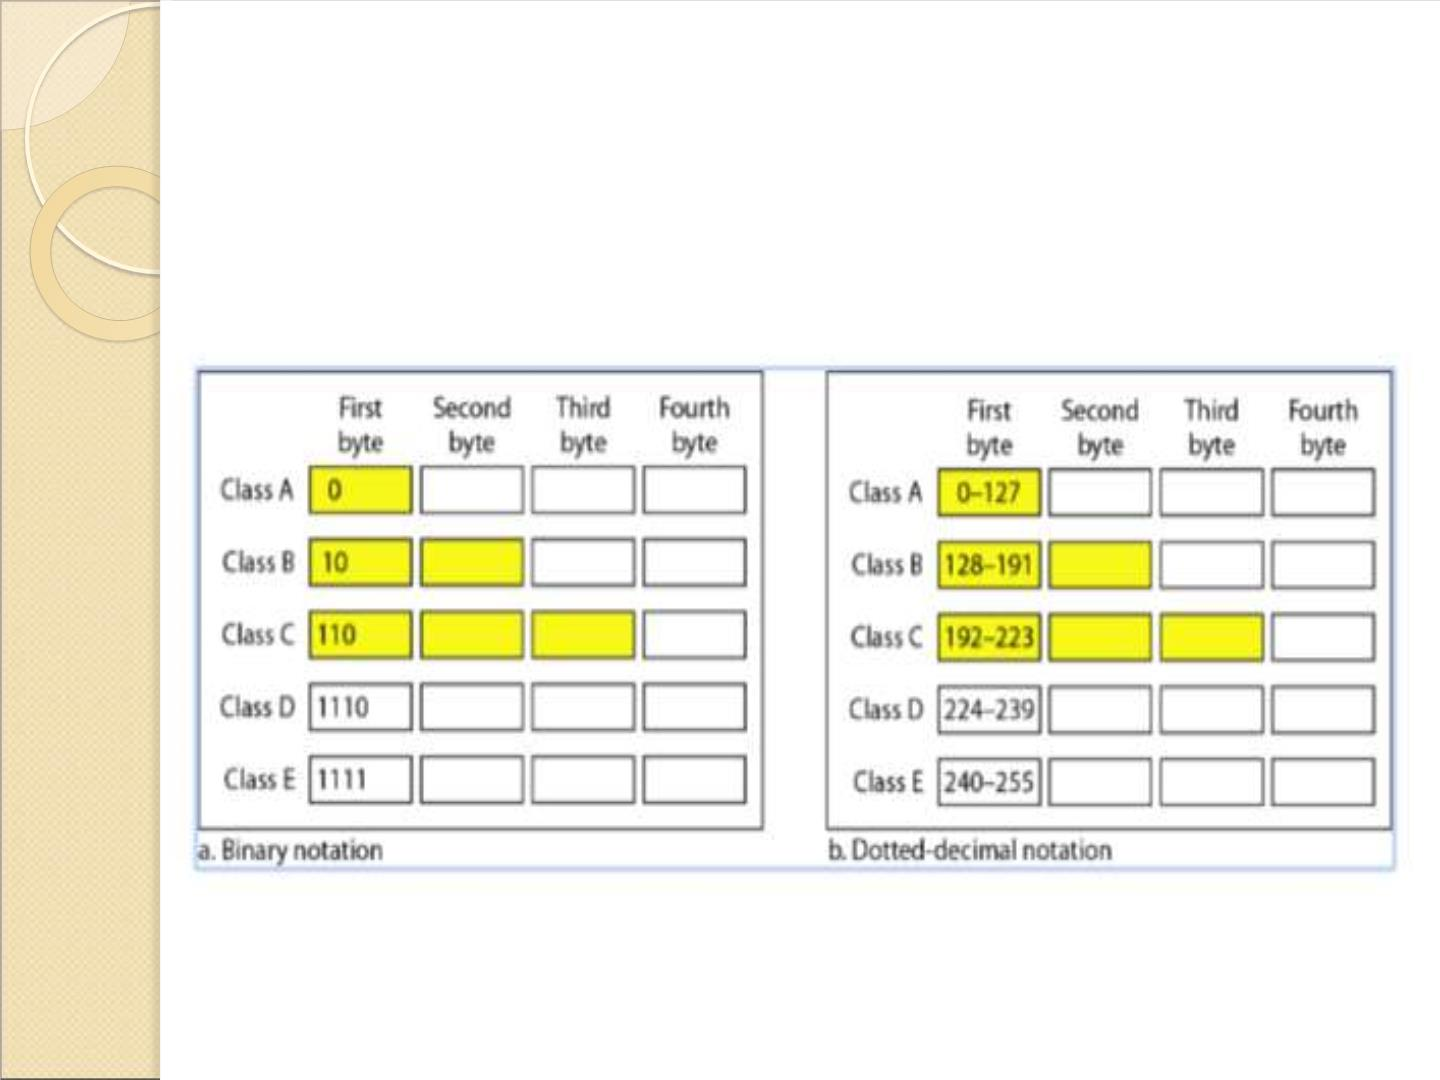 First Second Third Fourth
byte byte byte byte
Class A 0
Class B 10
Class C 110
Class D 1110
Class E 1111
a. Binary notation
First Second Third Fourth
byte byte byte byte
Class A 0–127
Class B 128–191
Class C 192–223
Class D 224–239
Class E 240–255
b. Dotted-decimal notation